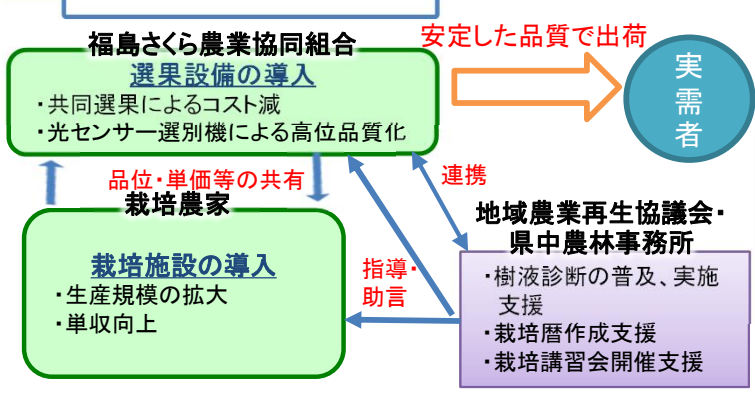 福島さくら農業協同組合
選果設備の導入
・共同選果によるコスト減
・光センサー選別機による高位品質化
安定した品質で出荷
実需者
品位・単価等の共有
連携
栽培農家
栽培施設の導入
・生産規模の拡大
・単収向上
指導・
助言
地域農業再生協議会・
県中農林事務所
・樹液診断の普及、実施
支援
・栽培暦作成支援
・栽培講習会開催支援